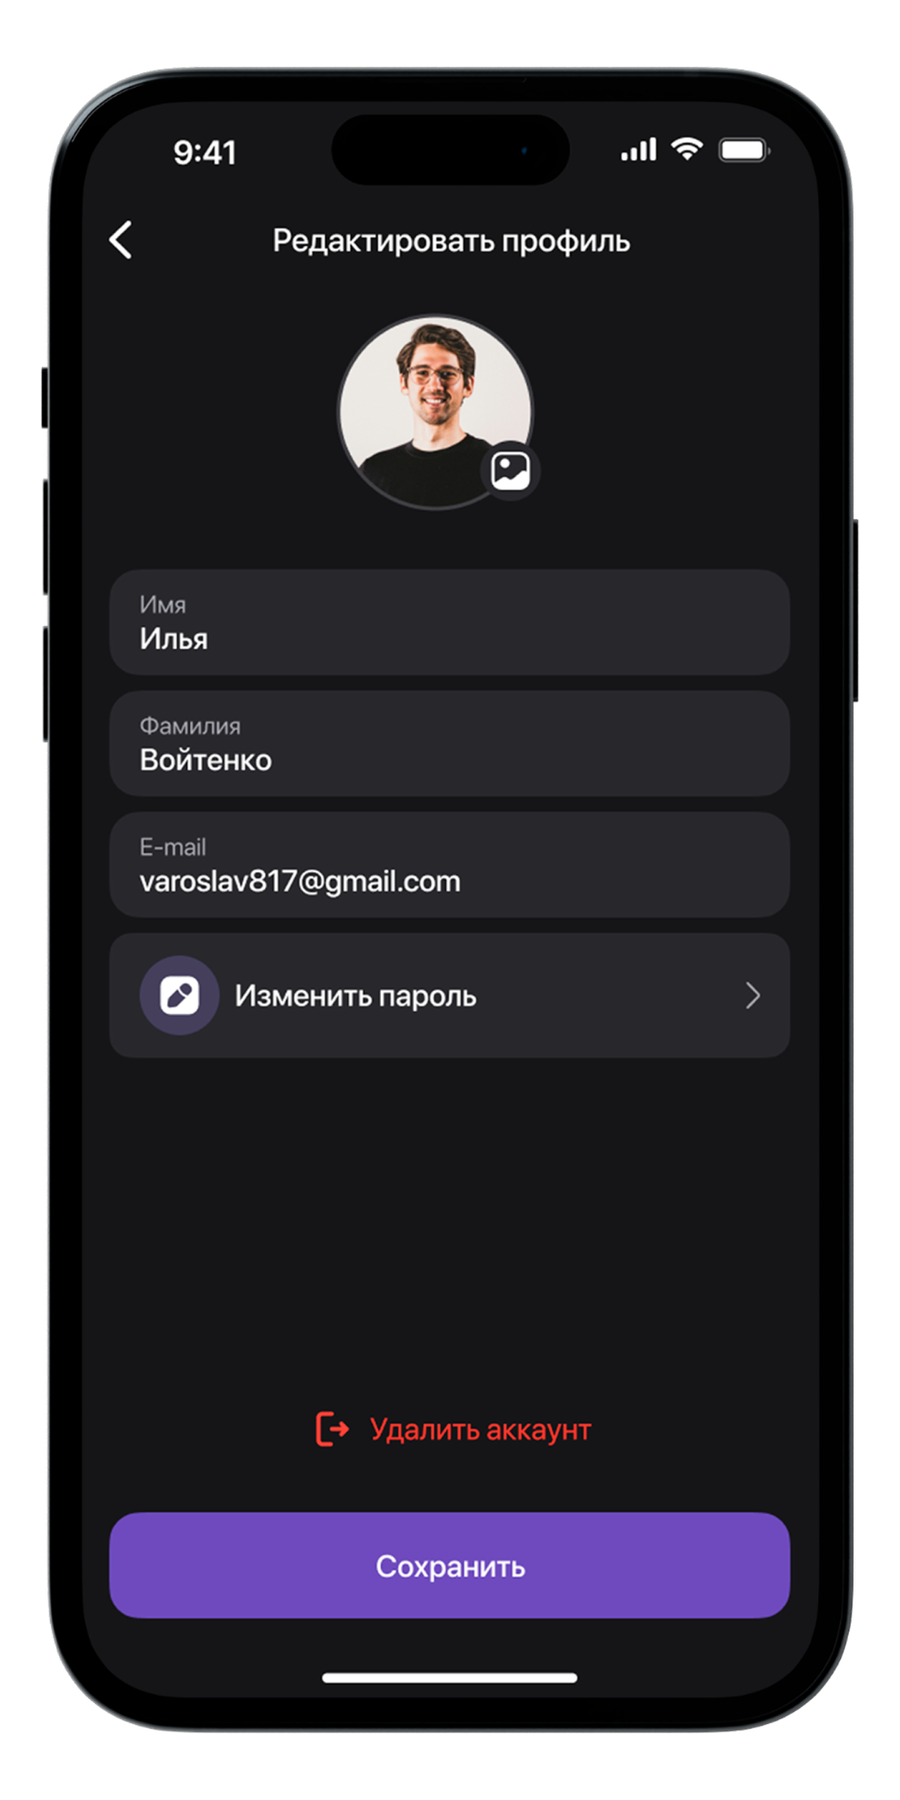 9:41
Редактировать профиль
Имя
Илья
Фамилия
Войтенко
E-mail
varoslav817@gmail.com
Изменить пароль
Удалить аккаунт
Сохранить